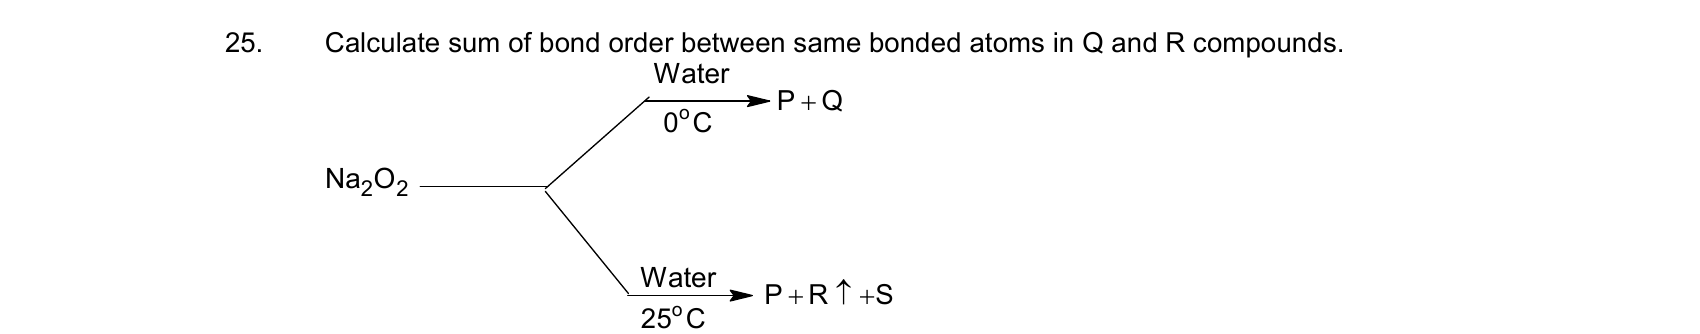 25. Calculate sum of bond order between same bonded atoms in Q and R compounds.
Water
P + Q
0°C
Na₂O₂
Water
P + R ↑ + S
25°C